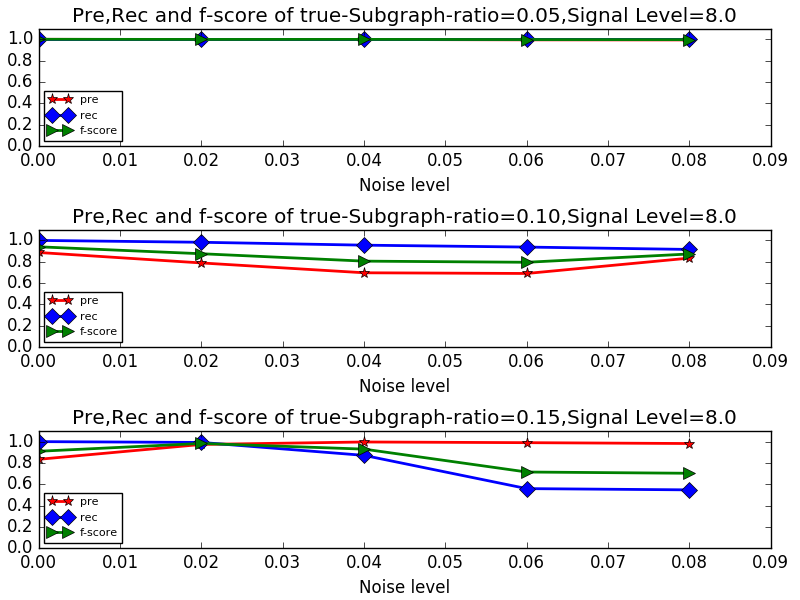 Pre,Rec and f-score of true-Subgraph-ratio=0.05,Signal Level=8.0
1.0
0.8
0.6
0.4
0.2
0.0
pre
rec
f-score
0.00 0.01 0.02 0.03 0.04 0.05 0.06 0.07 0.08 0.09
Noise level
Pre,Rec and f-score of true-Subgraph-ratio=0.10,Signal Level=8.0
1.0
0.8
0.6
0.4
0.2
0.0
pre
rec
f-score
0.00 0.01 0.02 0.03 0.04 0.05 0.06 0.07 0.08 0.09
Noise level
Pre,Rec and f-score of true-Subgraph-ratio=0.15,Signal Level=8.0
1.0
0.8
0.6
0.4
0.2
0.0
pre
rec
f-score
0.00 0.01 0.02 0.03 0.04 0.05 0.06 0.07 0.08 0.09
Noise level